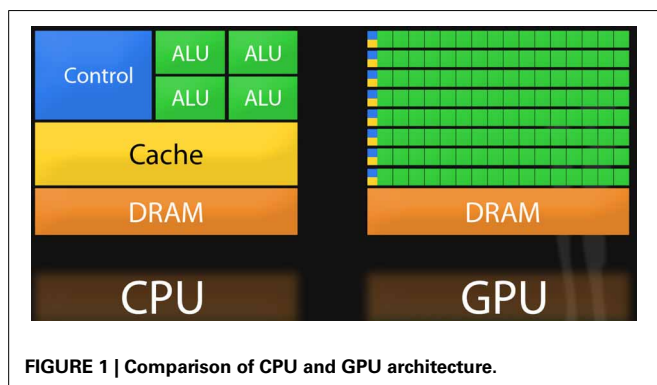 Control
ALU
ALU
ALU
ALU
Cache
DRAM
DRAM
CPU
GPU
FIGURE 1 | Comparison of CPU and GPU architecture.